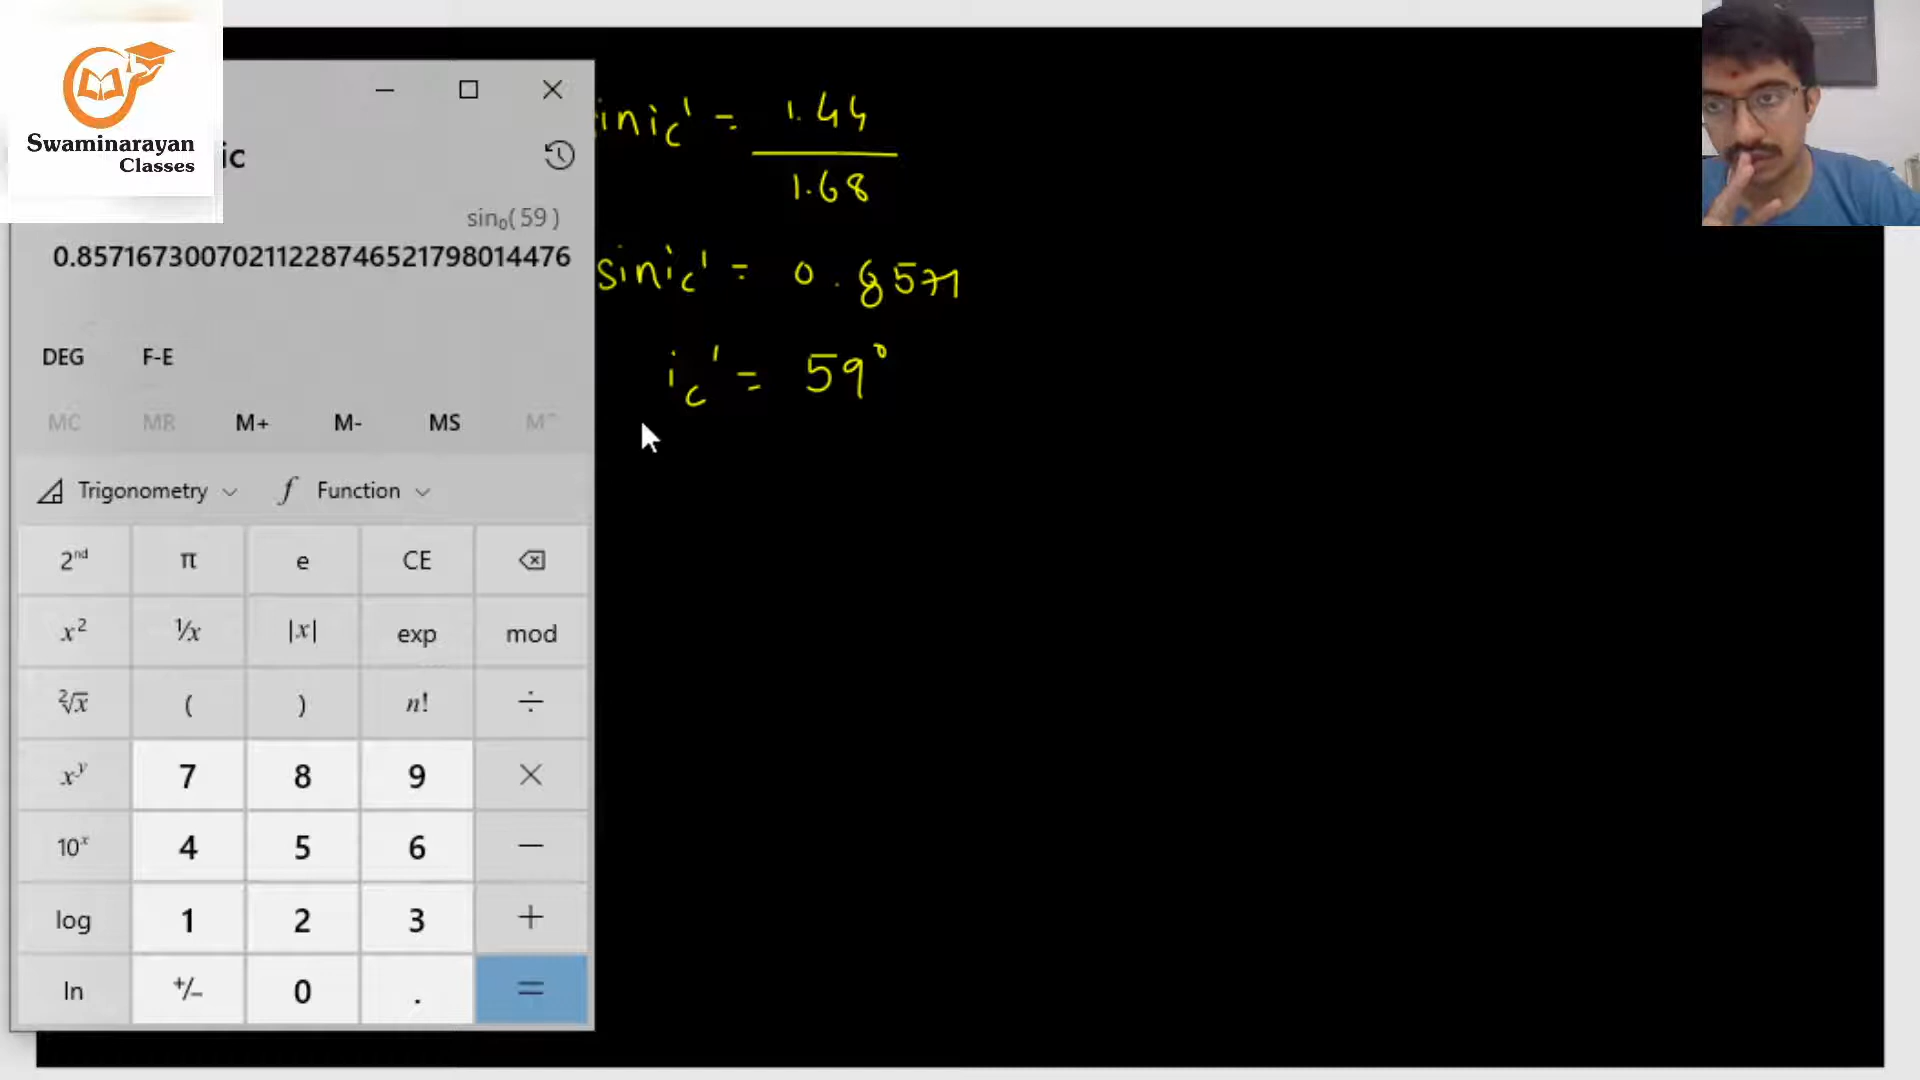 Swaminarayan
Classes
ic
sin₀(59)
0.85716730070211228746521798014476
DEG F-E
MC MR M+ M- MS M˅
Trigonometry f Function
2ⁿᵈ π e CE
x² ¹/x |x| exp mod
²√x ( ) n! ÷
xʸ 7 8 9 ×
10ˣ 4 5 6 −
log 1 2 3 +
ln +/− 0 . =
sinic' = 1.44
1.68
sinic' = 0.8571
ic' = 59°